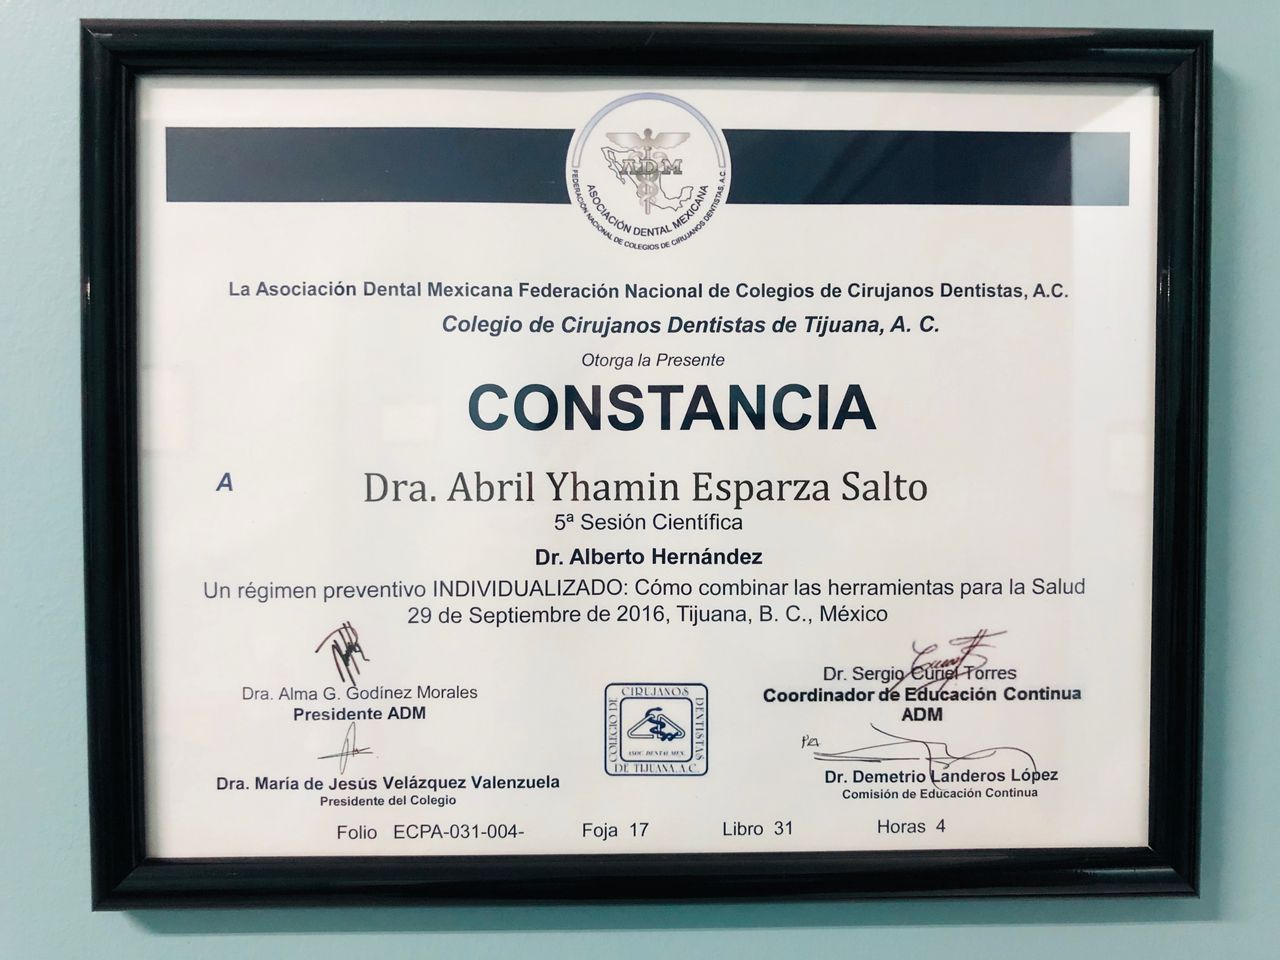 ADM
ASOCIACIÓN DENTAL MEXICANA
FEDERACIÓN NACIONAL DE COLEGIOS DE CIRUJANOS DENTISTAS, A.C.
La Asociación Dental Mexicana Federación Nacional de Colegios de Cirujanos Dentistas, A.C.
Colegio de Cirujanos Dentistas de Tijuana, A. C.
Otorga la Presente
CONSTANCIA
A Dra. Abril Yhamin Esparza Salto
5ª Sesión Científica
Dr. Alberto Hernández
Un régimen preventivo INDIVIDUALIZADO: Cómo combinar las herramientas para la Salud
29 de Septiembre de 2016, Tijuana, B. C., México
Dra. Alma G. Godínez Morales
Presidente ADM
Dr. Sergio Curiel Torres
Coordinador de Educación Continua
ADM
COLEGIO DE CIRUJANOS DENTISTAS DE TIJUANA, A.C.
ASOC. DENTAL MEX.
Dra. María de Jesús Velázquez Valenzuela
Presidente del Colegio
Dr. Demetrio Landeros López
Comisión de Educación Continua
Folio ECPA-031-004- Foja 17 Libro 31 Horas 4